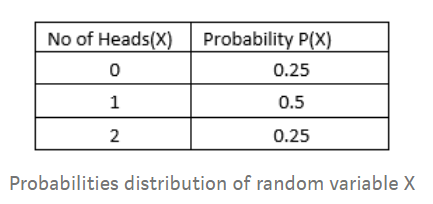 No of Heads(X) Probability P(X)
0 0.25
1 0.5
2 0.25
Probabilities distribution of random variable X